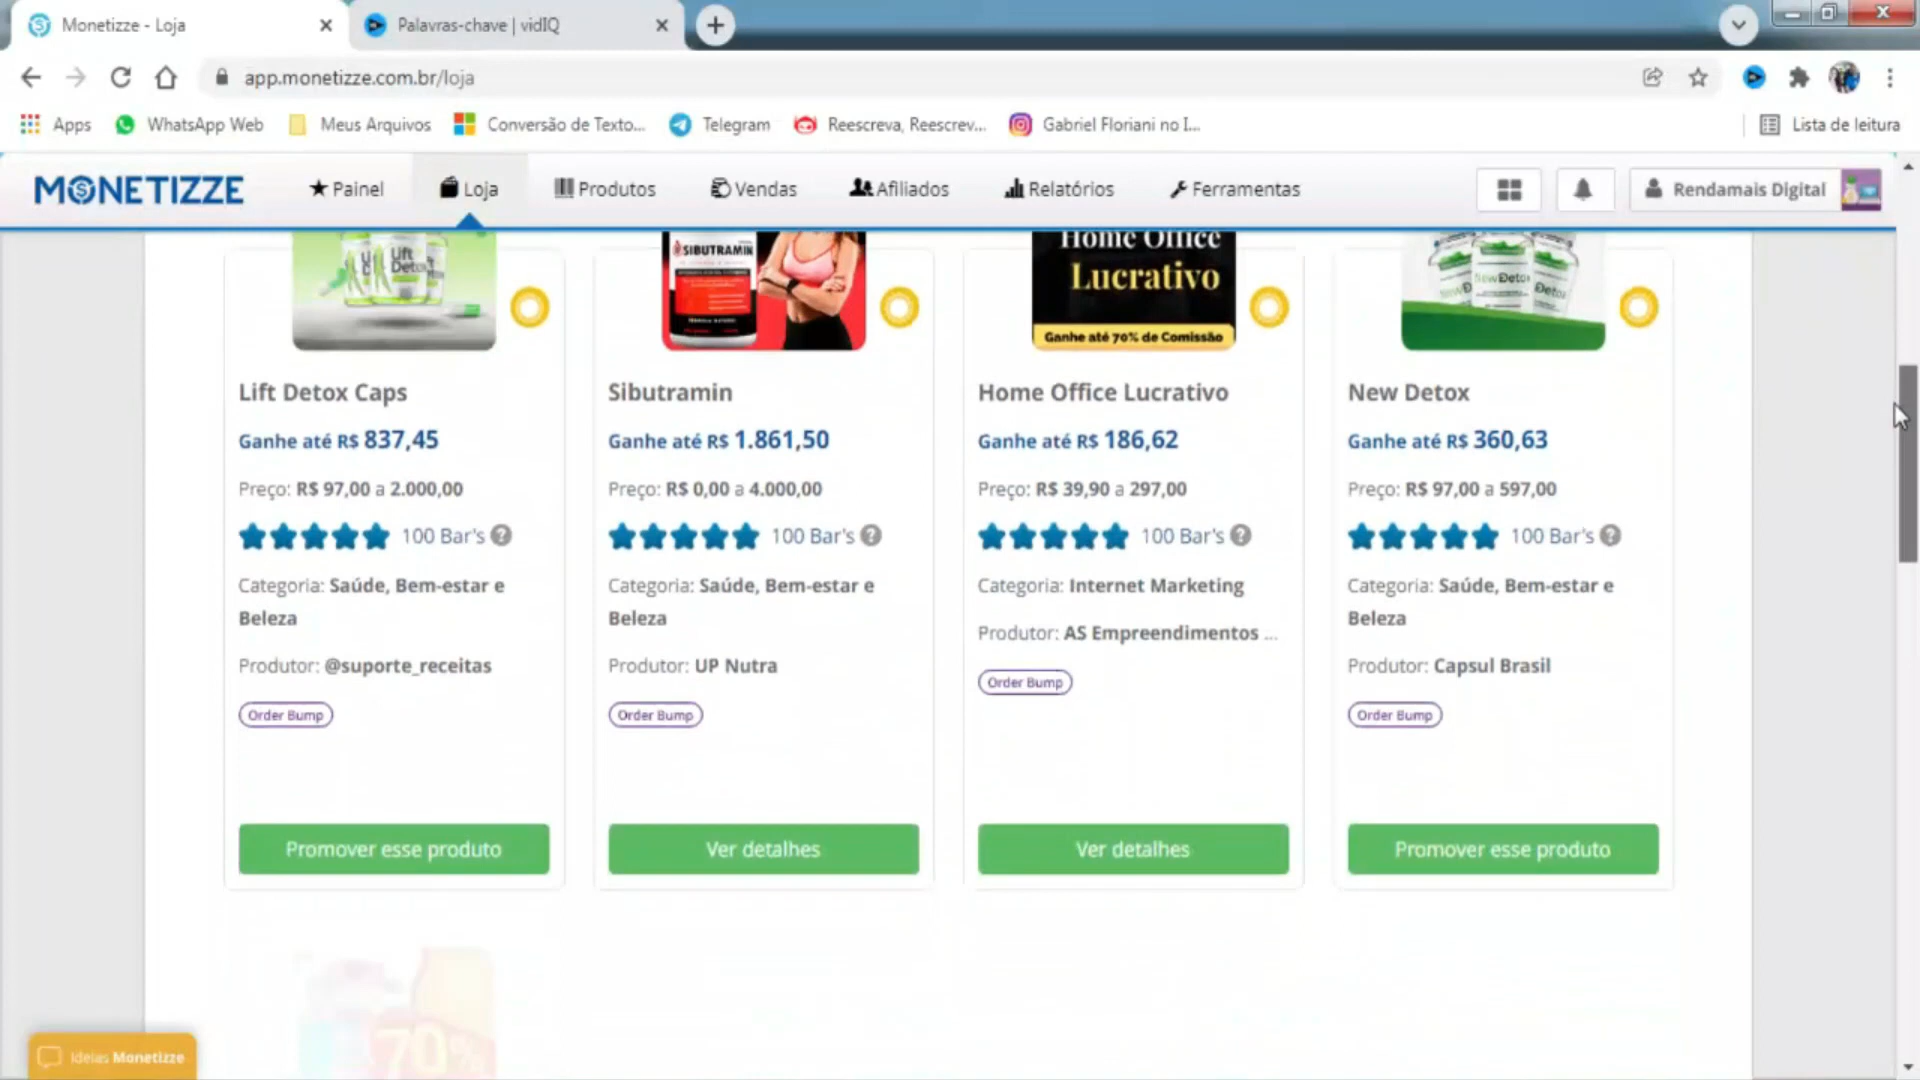 Monetizze - Loja
Palavras-chave | vidIQ
app.monetizze.com.br/loja
Apps
WhatsApp Web
Meus Arquivos
Conversão de Texto...
Telegram
Reescreva, Reescrev...
Gabriel Floriani no I...
Lista de leitura
MONETIZZE
Painel
Loja
Produtos
Vendas
Afiliados
Relatórios
Ferramentas
Rendamais Digital
Lift
Detox
SIBUTRAMIN
Home Office
Lucrativo
Ganhe até 70% de Comissão
NewDetox
Detox
Lift Detox Caps
Ganhe até R$ 837,45
Preço: R$ 97,00 a 2.000,00
100 Bar's ?
Categoria: Saúde, Bem-estar e
Beleza
Produtor: @suporte_receitas
Order Bump
Promover esse produto
Sibutramin
Ganhe até R$ 1.861,50
Preço: R$ 0,00 a 4.000,00
100 Bar's ?
Categoria: Saúde, Bem-estar e
Beleza
Produtor: UP Nutra
Order Bump
Ver detalhes
Home Office Lucrativo
Ganhe até R$ 186,62
Preço: R$ 39,90 a 297,00
100 Bar's ?
Categoria: Internet Marketing
Produtor: AS Empreendimentos ...
Order Bump
Ver detalhes
New Detox
Ganhe até R$ 360,63
Preço: R$ 97,00 a 597,00
100 Bar's ?
Categoria: Saúde, Bem-estar e
Beleza
Produtor: Capsul Brasil
Order Bump
Promover esse produto
70%
Ideias Monetizze